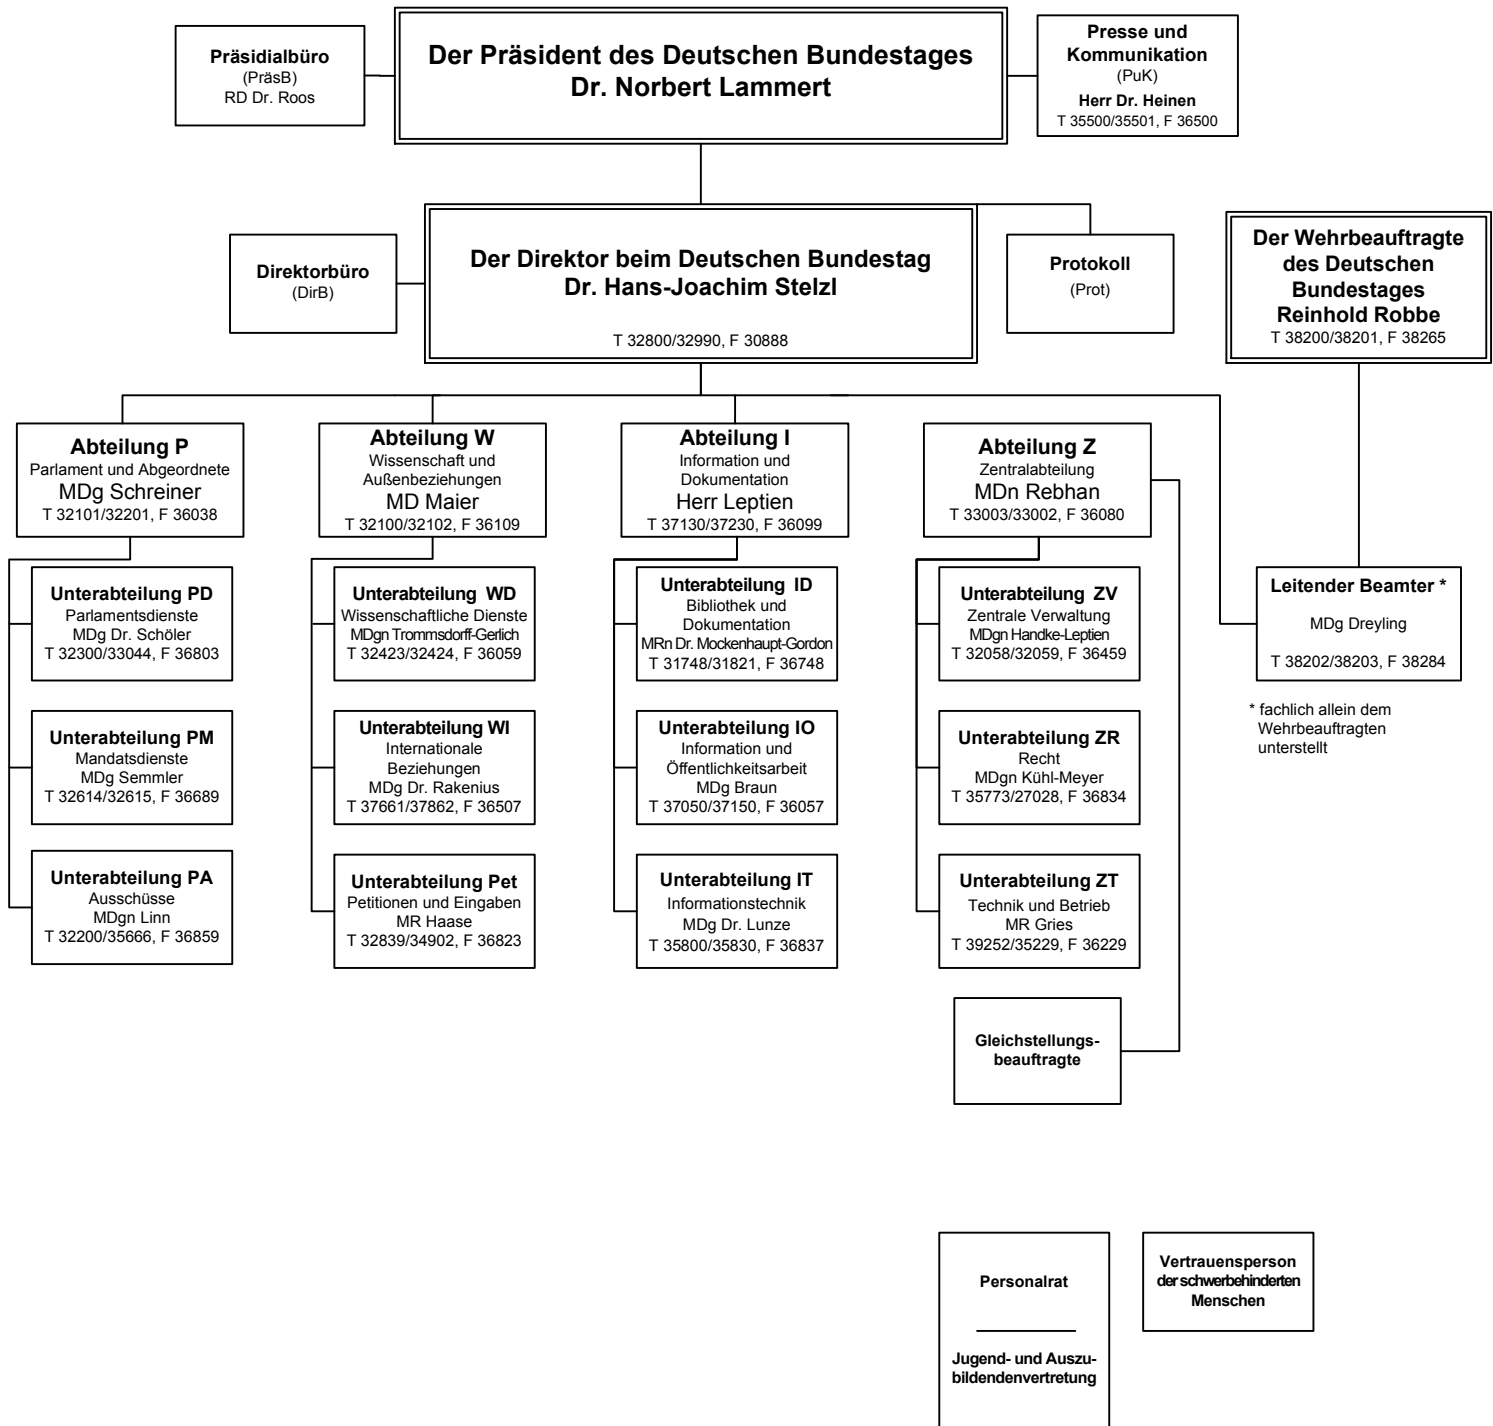 Präsidialbüro
(PräsB)
RD Dr. Roos
Der Präsident des Deutschen Bundestages
Dr. Norbert Lammert
Presse und
Kommunikation
(PuK)
Herr Dr. Heinen
T 35500/35501, F 36500
Direktorbüro
(DirB)
Der Direktor beim Deutschen Bundestag
Dr. Hans-Joachim Stelzl
T 32800/32990, F 30888
Protokoll
(Prot)
Der Wehrbeauftragte
des Deutschen
Bundestages
Reinhold Robbe
T 38200/38201, F 38265
Abteilung P
Parlament und Abgeordnete
MDg Schreiner
T 32101/32201, F 36038
Abteilung W
Wissenschaft und
Außenbeziehungen
MD Maier
T 32100/32102, F 36109
Abteilung I
Information und
Dokumentation
Herr Leptien
T 37130/37230, F 36099
Abteilung Z
Zentralabteilung
MDn Rebhan
T 33003/33002, F 36080
Unterabteilung PD
Parlamentsdienste
MDg Dr. Schöler
T 32300/33044, F 36803
Unterabteilung WD
Wissenschaftliche Dienste
MDgn Trommsdorff-Gerlich
T 32423/32424, F 36059
Unterabteilung ID
Bibliothek und
Dokumentation
MRn Dr. Mockenhaupt-Gordon
T 31748/31821, F 36748
Unterabteilung ZV
Zentrale Verwaltung
MDgn Handke-Leptien
T 32058/32059, F 36459
Leitender Beamter *
MDg Dreyling
T 38202/38203, F 38284
* fachlich allein dem
Wehrbeauftragten
unterstellt
Unterabteilung PM
Mandatsdienste
MDg Semmler
T 32614/32615, F 36689
Unterabteilung WI
Internationale
Beziehungen
MDg Dr. Rakenius
T 37661/37862, F 36507
Unterabteilung IO
Information und
Öffentlichkeitsarbeit
MDg Braun
T 37050/37150, F 36057
Unterabteilung ZR
Recht
MDgn Kühl-Meyer
T 35773/27028, F 36834
Unterabteilung PA
Ausschüsse
MDgn Linn
T 32200/35666, F 36859
Unterabteilung Pet
Petitionen und Eingaben
MR Haase
T 32839/34902, F 36823
Unterabteilung IT
Informationstechnik
MDg Dr. Lunze
T 35800/35830, F 36837
Unterabteilung ZT
Technik und Betrieb
MR Gries
T 39252/35229, F 36229
Gleichstellungs-
beauftragte
Personalrat
Jugend- und Auszu-
bildendenvertretung
Vertrauensperson
der schwerbehinderten
Menschen